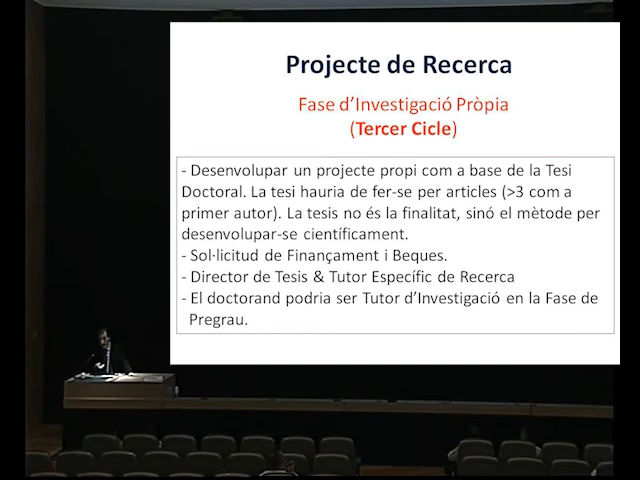 Projecte de Recerca
Fase d'Investigació Pròpia
(Tercer Cicle)
- Desenvolupar un projecte propi com a base de la Tesi
Doctoral. La tesi hauria de fer-se per articles (>3 com a
primer autor). La tesis no és la finalitat, sinó el mètode per
desenvolupar-se científicament.
- Sol·licitud de Finançament i Beques.
- Director de Tesis & Tutor Específic de Recerca
- El doctorand podria ser Tutor d'Investigació en la Fase de
Pregrau.